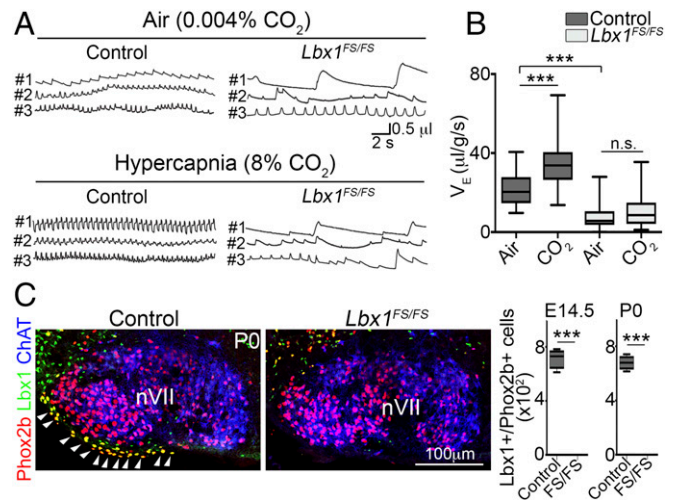 A
Air (0.004% CO2)
Control
Lbx1FS/FS
#1
#2
#3
#1
#2
#3
0.5 µl
2 s
Hypercapnia (8% CO2)
Control
Lbx1FS/FS
#1
#2
#3
#1
#2
#3
B
Control
Lbx1FS/FS
***
***
n.s.
80
40
0
VE (µl/g/s)
Air
CO2
Air
CO2
C
Control
Lbx1FS/FS
Phox2b Lbx1 ChAT
P0
nVII
nVII
100µm
E14.5
P0
***
***
8
4
0
8
4
0
Lbx1+/Phox2b+ cells
(x10²)
Control
FS/FS
Control
FS/FS